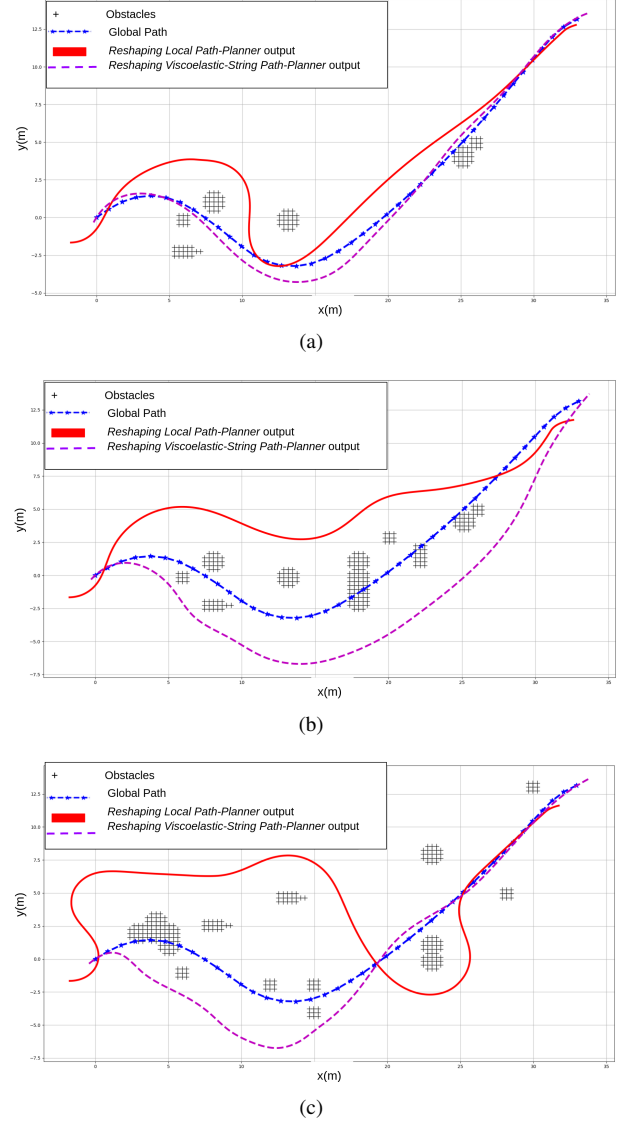 Obstacles
Global Path
Reshaping Local Path-Planner output
Reshaping Viscoelastic-String Path-Planner output
12.5
10.0
7.5
5.0
2.5
0.0
−2.5
−5.0
y(m)
0 5 10 15 20 25 30 35
x(m)
(a)
Obstacles
Global Path
Reshaping Local Path-Planner output
Reshaping Viscoelastic-String Path-Planner output
12.5
10.0
7.5
5.0
2.5
0.0
−2.5
−5.0
−7.5
y(m)
0 5 10 15 20 25 30 35
x(m)
(b)
Obstacles
Global Path
Reshaping Local Path-Planner output
Reshaping Viscoelastic-String Path-Planner output
12.5
10.0
7.5
5.0
2.5
0.0
−2.5
−5.0
−7.5
y(m)
0 5 10 15 20 25 30 35
x(m)
(c)